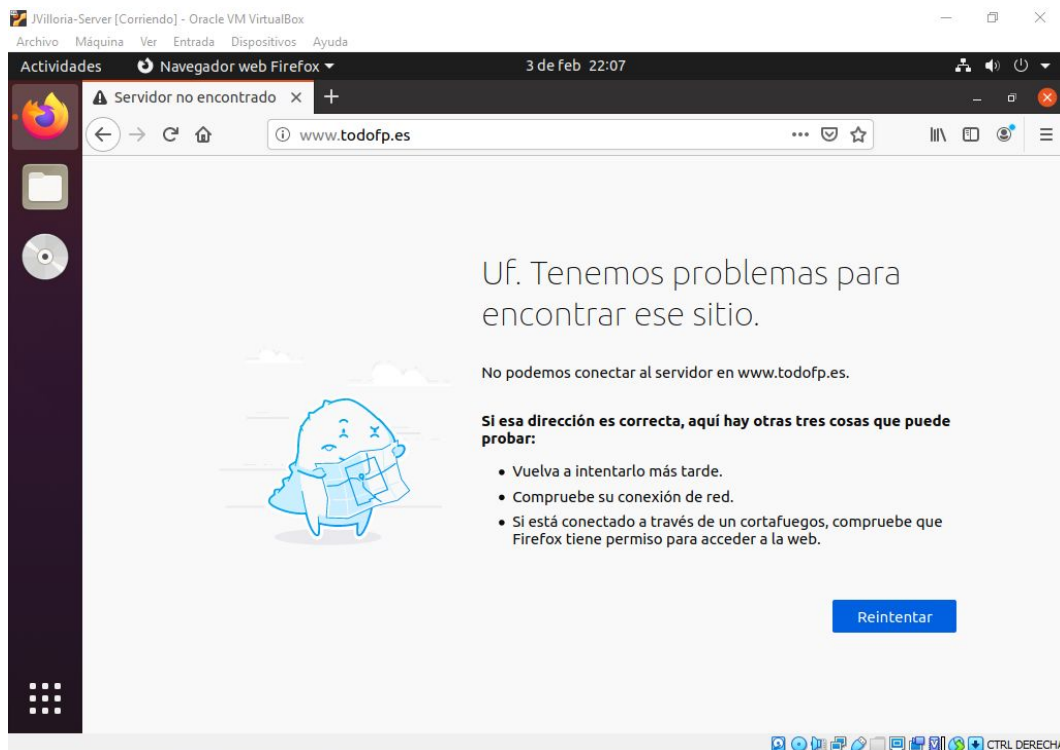 JVilloria-Server [Corriendo] - Oracle VM VirtualBox
Archivo Máquina Ver Entrada Dispositivos Ayuda
Actividades Navegador web Firefox 3 de feb 22:07
Servidor no encontrado
www.todofp.es
Uf. Tenemos problemas para
encontrar ese sitio.
No podemos conectar al servidor en www.todofp.es.
Si esa dirección es correcta, aquí hay otras tres cosas que puede
probar:
• Vuelva a intentarlo más tarde.
• Compruebe su conexión de red.
• Si está conectado a través de un cortafuegos, compruebe que
Firefox tiene permiso para acceder a la web.
Reintentar
CTRL DERECHA